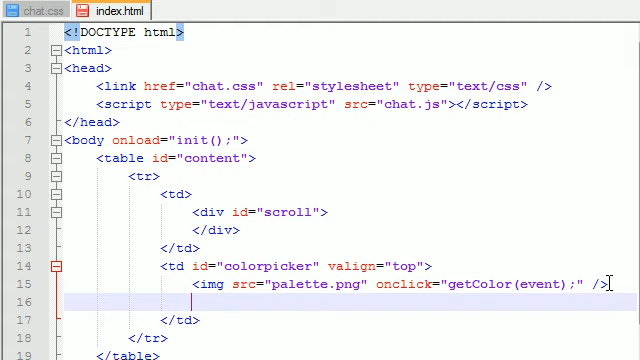 chat.css index.html
1 <!DOCTYPE html>
2 <html>
3 <head>
4 <link href="chat.css" rel="stylesheet" type="text/css" />
5 <script type="text/javascript" src="chat.js"></script>
6 </head>
7 <body onload="init();">
8 <table id="content">
9 <tr>
10 <td>
11 <div id="scroll">
12 </div>
13 </td>
14 <td id="colorpicker" valign="top">
15 <img src="palette.png" onclick="getColor(event);" />
16
17 </td>
18 </tr>
19 </table>